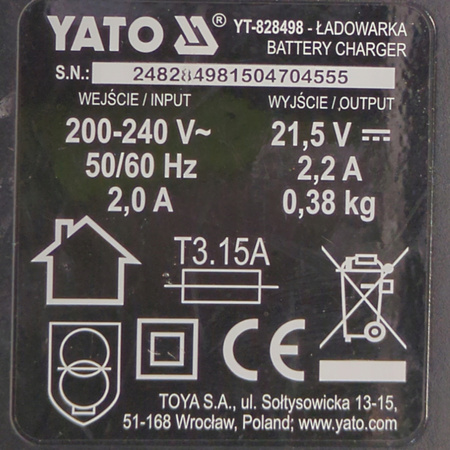 YATO ® YT-828498 - ŁADOWARKA
BATTERY CHARGER
S.N.: 248284981504704555
WEJŚCIE / INPUT WYJŚCIE / OUTPUT
200-240 V~ 21,5 V
50/60 Hz 2,2 A
2,0 A 0,38 kg
T3.15A
CE
TOYA S.A., ul. Sołtysowicka 13-15,
51-168 Wrocław, Poland; www.yato.com